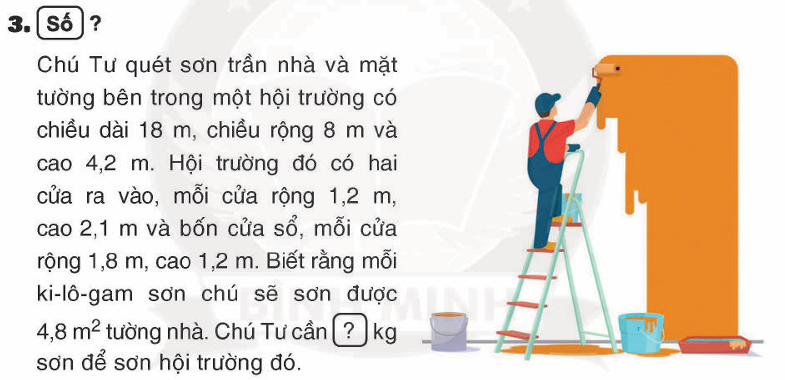 3. Số ?
Chú Tư quét sơn trần nhà và mặt
tường bên trong một hội trường có
chiều dài 18 m, chiều rộng 8 m và
cao 4,2 m. Hội trường đó có hai
cửa ra vào, mỗi cửa rộng 1,2 m,
cao 2,1 m và bốn cửa sổ, mỗi cửa
rộng 1,8 m, cao 1,2 m. Biết rằng mỗi
ki-lô-gam sơn chú sẽ sơn được
4,8 m² tường nhà. Chú Tư cần ? kg
sơn để sơn hội trường đó.
BÌNH MINH